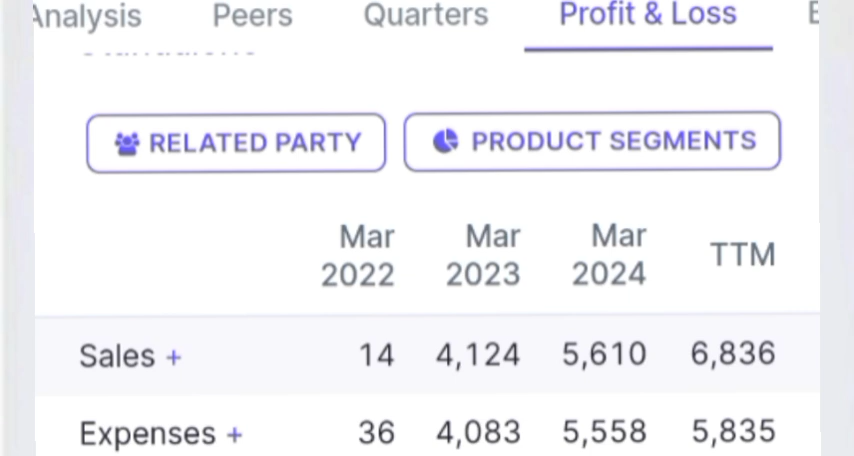 Analysis Peers Quarters Profit & Loss
RELATED PARTY PRODUCT SEGMENTS
Mar 2022 Mar 2023 Mar 2024 TTM
Sales + 14 4,124 5,610 6,836
Expenses + 36 4,083 5,558 5,835